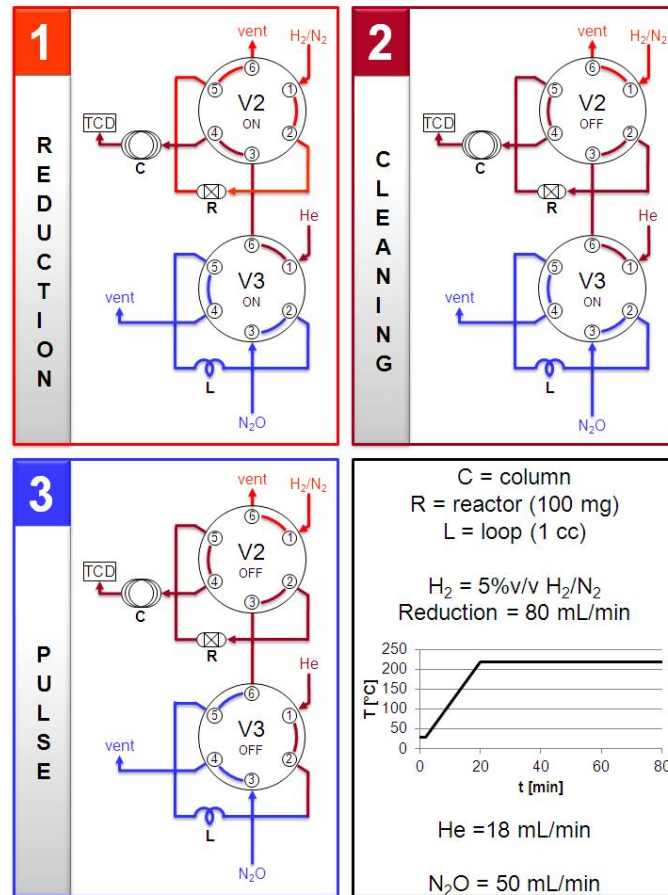 1
REDUCTION
vent
H₂/N₂
6
5
1
V2
ON
TCD
4
2
3
C
R
He
6
5
1
V3
ON
vent
4
2
3
L
N₂O
2
CLEANING
vent
H₂/N₂
6
5
1
V2
OFF
TCD
4
2
3
C
R
He
6
5
1
V3
ON
vent
4
2
3
L
N₂O
3
PULSE
vent
H₂/N₂
6
5
1
V2
OFF
TCD
4
2
3
C
R
He
6
5
1
V3
OFF
vent
4
2
3
L
N₂O
C = column
R = reactor (100 mg)
L = loop (1 cc)
H₂ = 5%v/v H₂/N₂
Reduction = 80 mL/min
T [°C]
250
200
150
100
50
0
0 20 40 60 80
t [min]
He =18 mL/min
N₂O = 50 mL/min